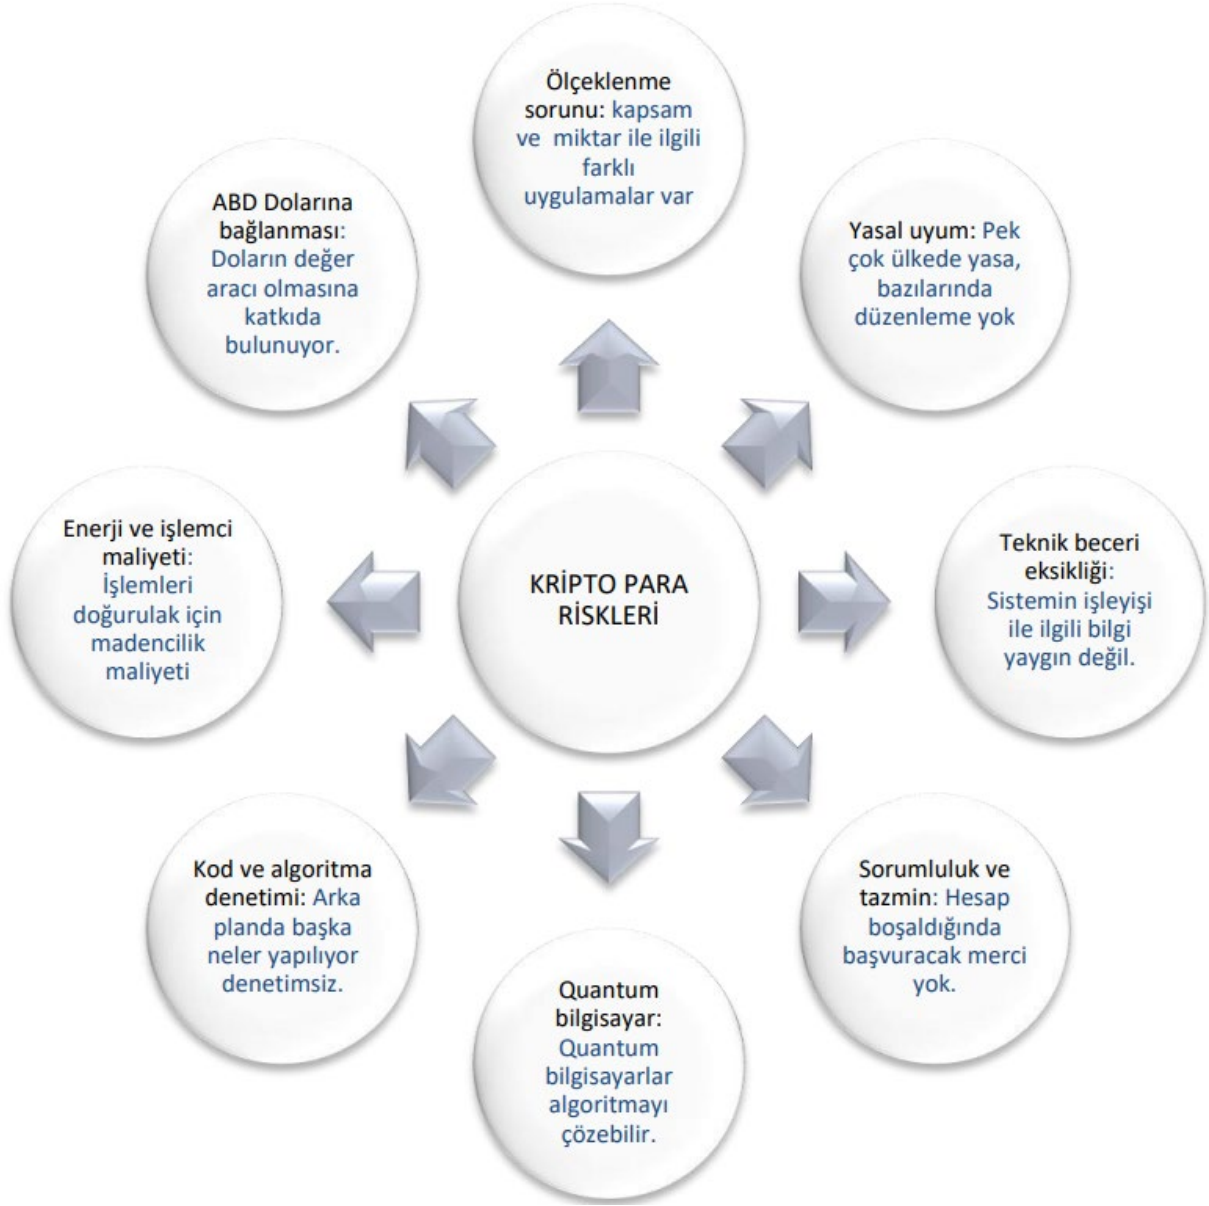 Ölçeklenme
sorunu: kapsam
ve miktar ile ilgili
farklı
uygulamalar var
ABD Dolarına
bağlanması:
Doların değer
aracı olmasına
katkıda
bulunuyor.
Yasal uyum: Pek
çok ülkede yasa,
bazılarında
düzenleme yok
Enerji ve işlemci
maliyeti:
İşlemleri
doğurulak için
madencilik
maliyeti
KRİPTO PARA
RİSKLERİ
Teknik beceri
eksikliği:
Sistemin işleyişi
ile ilgili bilgi
yaygın değil.
Kod ve algoritma
denetimi: Arka
planda başka
neler yapılıyor
denetimsiz.
Sorumluluk ve
tazmin: Hesap
boşaldığında
başvuracak merci
yok.
Quantum
bilgisayar:
Quantum
bilgisayarlar
algoritmayı
çözebilir.